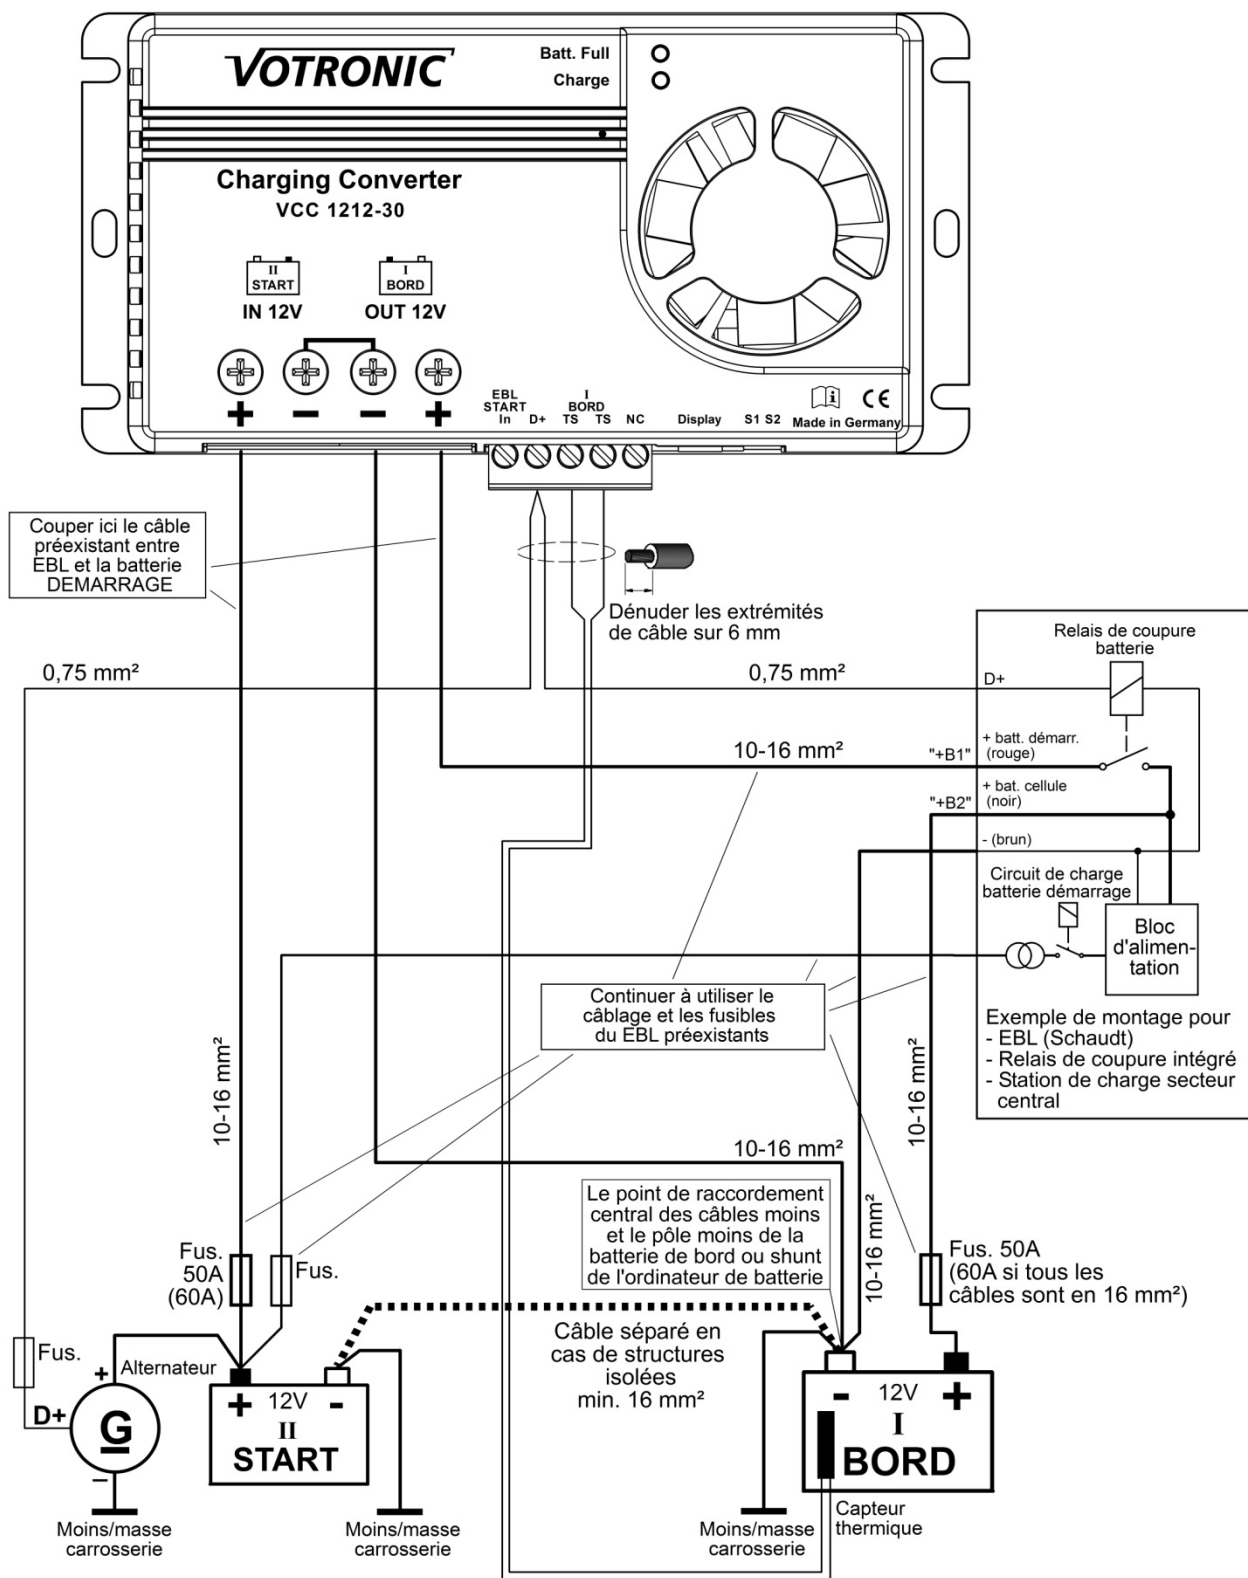 VOTRONIC
Batt. Full
Charge
Charging Converter
VCC 1212-30
II
START
I
BORD
IN 12V
OUT 12V
+ − − +
EBL
START
In
D+
I
BORD
TS TS
NC
Display
S1 S2
i
CE
Made in Germany
Couper ici le câble
préexistant entre
EBL et la batterie
DEMARRAGE
Dénuder les extrémités
de câble sur 6 mm
Relais de coupure
batterie
0,75 mm²
0,75 mm²
D+
10-16 mm²
"+B1"
+ batt. démarr.
(rouge)
"+B2"
+ bat. cellule
(noir)
- (brun)
Circuit de charge
batterie démarrage
Bloc
d'alimen-
tation
Continuer à utiliser le
câblage et les fusibles
du EBL préexistants
Exemple de montage pour
- EBL (Schaudt)
- Relais de coupure intégré
- Station de charge secteur
central
10-16 mm²
10-16 mm²
10-16 mm²
10-16 mm²
Le point de raccordement
central des câbles moins
et le pôle moins de la
batterie de bord ou shunt
de l'ordinateur de batterie
Fus.
50A
(60A)
Fus.
Fus. 50A
(60A si tous les
câbles sont en 16 mm²)
Câble séparé en
cas de structures
isolées
min. 16 mm²
Fus.
+
Alternateur
D+
G
−
+ 12V -
II
START
- 12V +
I
BORD
Moins/masse
carrosserie
Moins/masse
carrosserie
Moins/masse
carrosserie
Capteur
thermique